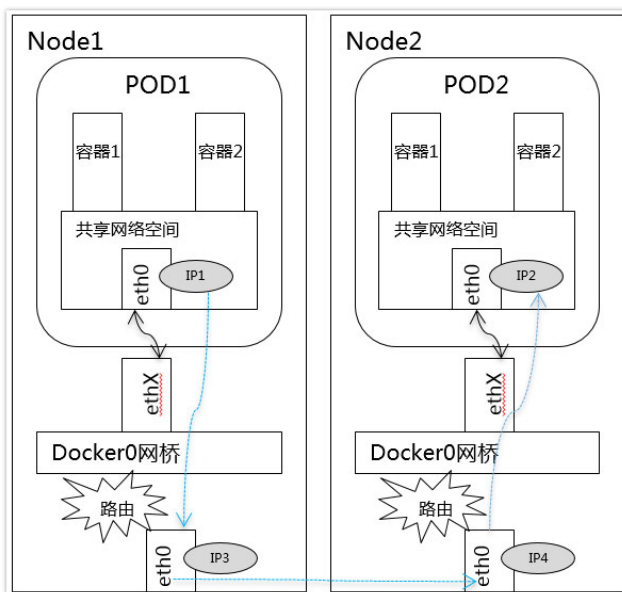 Node1
POD1
容器1
容器2
共享网络空间
eth0
IP1
ethX
Docker0网桥
路由
eth0
IP3
Node2
POD2
容器1
容器2
共享网络空间
eth0
IP2
ethX
Docker0网桥
路由
eth0
IP4